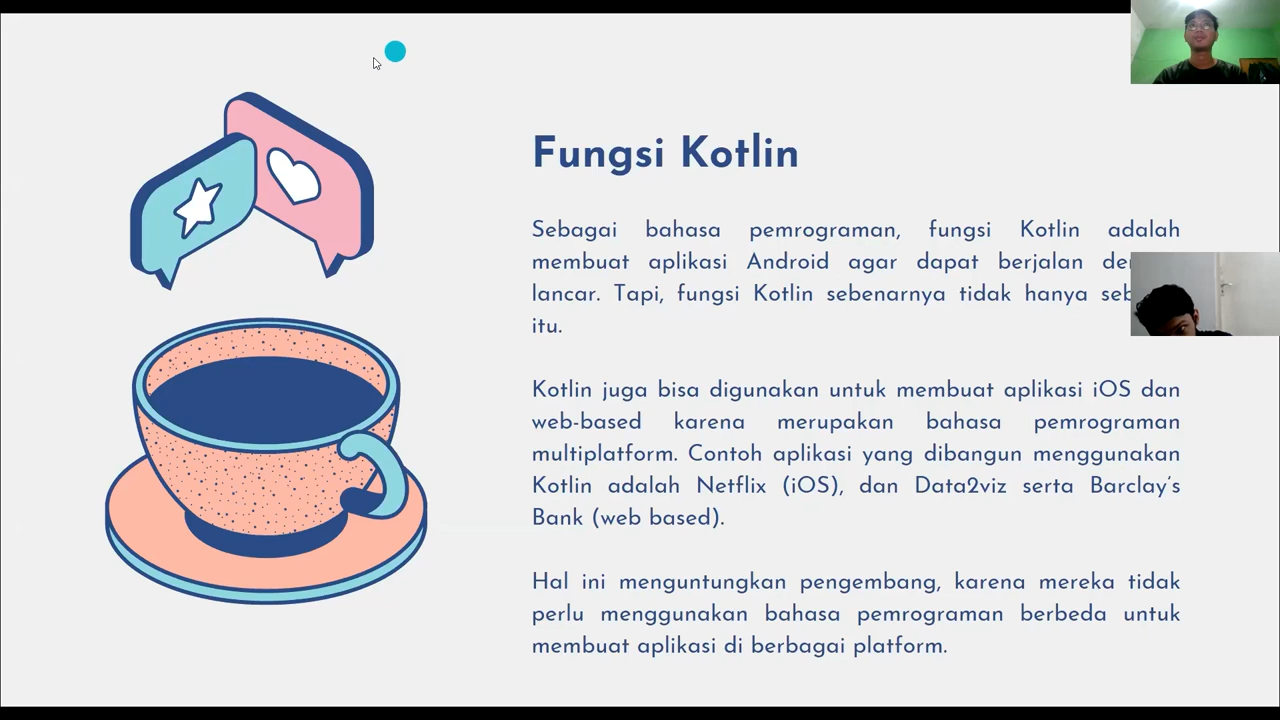 Fungsi Kotlin
Sebagai bahasa pemrograman, fungsi Kotlin adalah
membuat aplikasi Android agar dapat berjalan
lancar. Tapi, fungsi Kotlin sebenarnya tidak hanya
itu.
Kotlin juga bisa digunakan untuk membuat aplikasi iOS dan
web-based karena merupakan bahasa pemrograman
multiplatform. Contoh aplikasi yang dibangun menggunakan
Kotlin adalah Netflix (iOS), dan Data2viz serta Barclay’s
Bank (web based).
Hal ini menguntungkan pengembang, karena mereka tidak
perlu menggunakan bahasa pemrograman berbeda untuk
membuat aplikasi di berbagai platform.